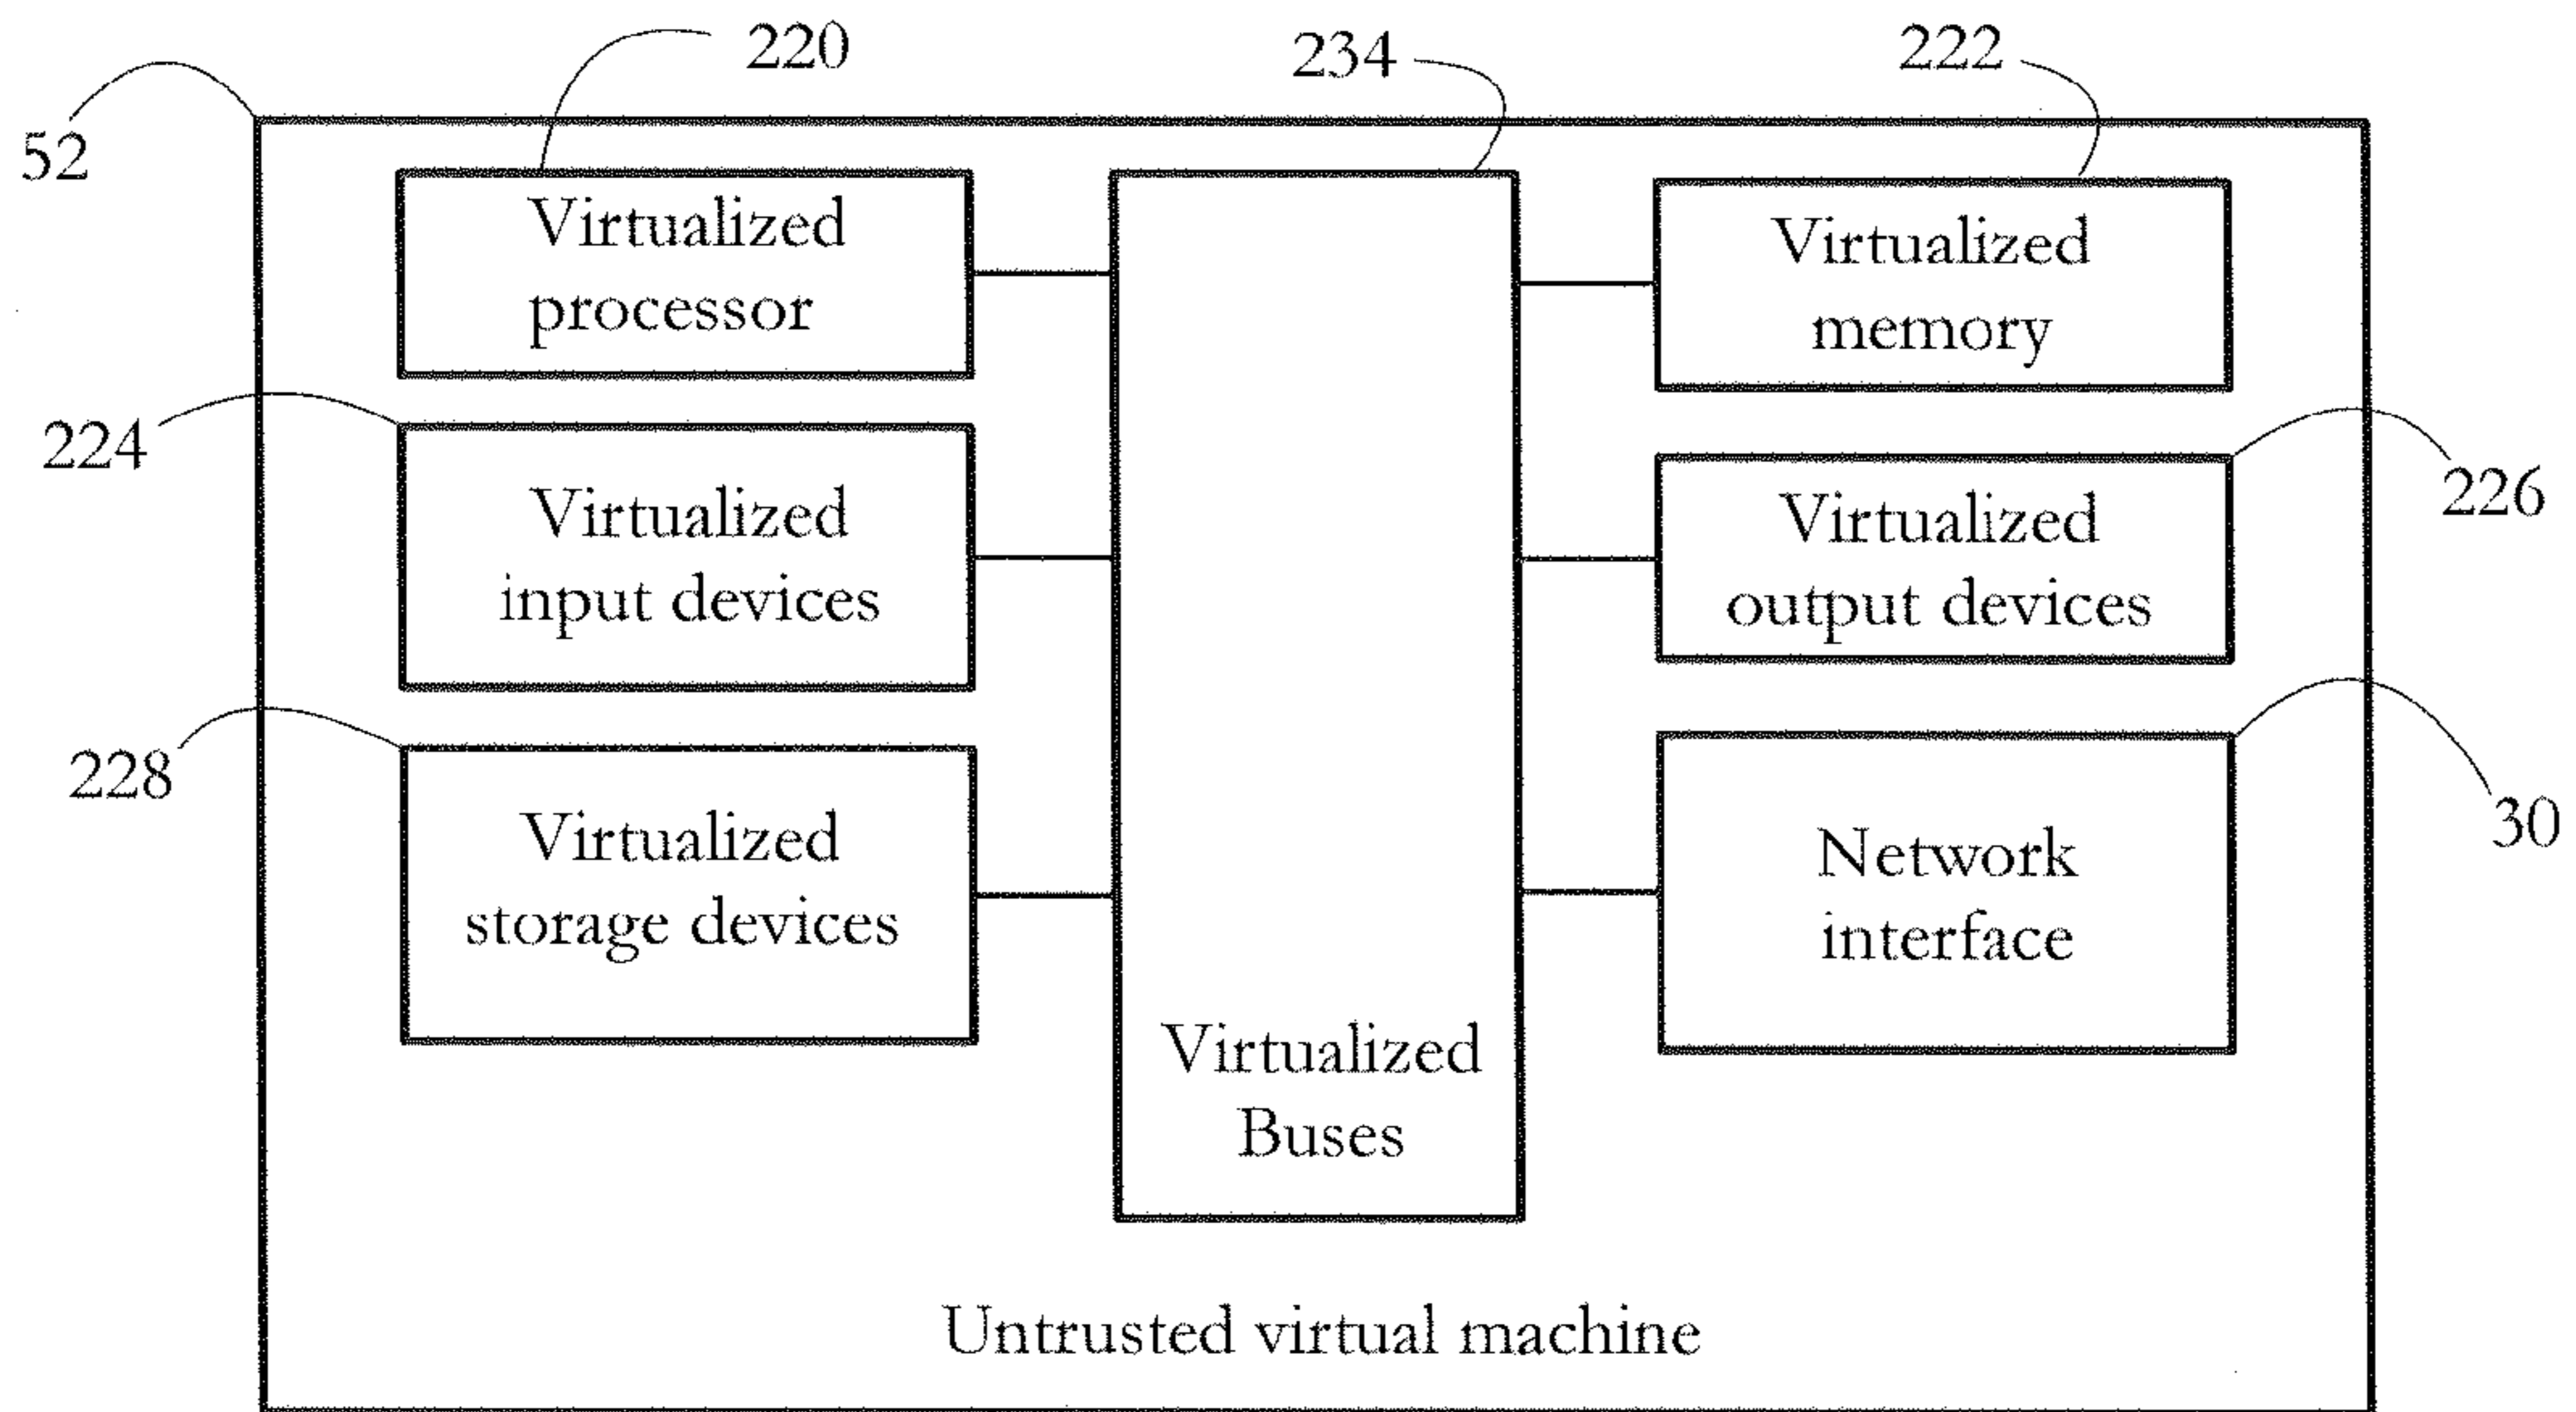 220
234
222
52
Virtualized
processor
Virtualized
memory
224
Virtualized
input devices
Virtualized
output devices
226
228
Virtualized
storage devices
Network
interface
30
Virtualized
Buses
Untrusted virtual machine